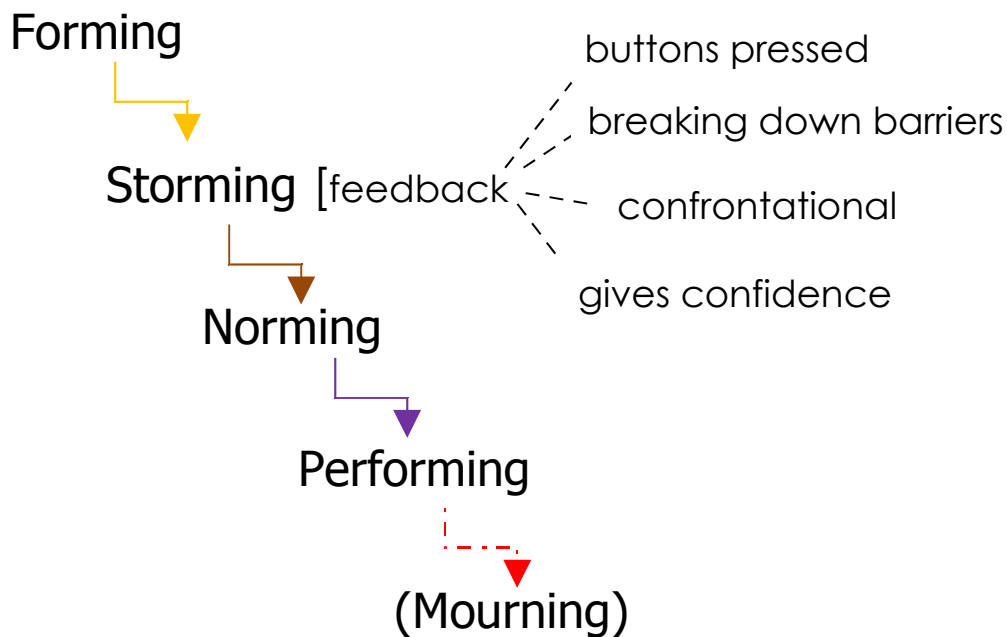 Forming
buttons pressed
breaking down barriers
Storming [feedback
confrontational
gives confidence
Norming
Performing
(Mourning)